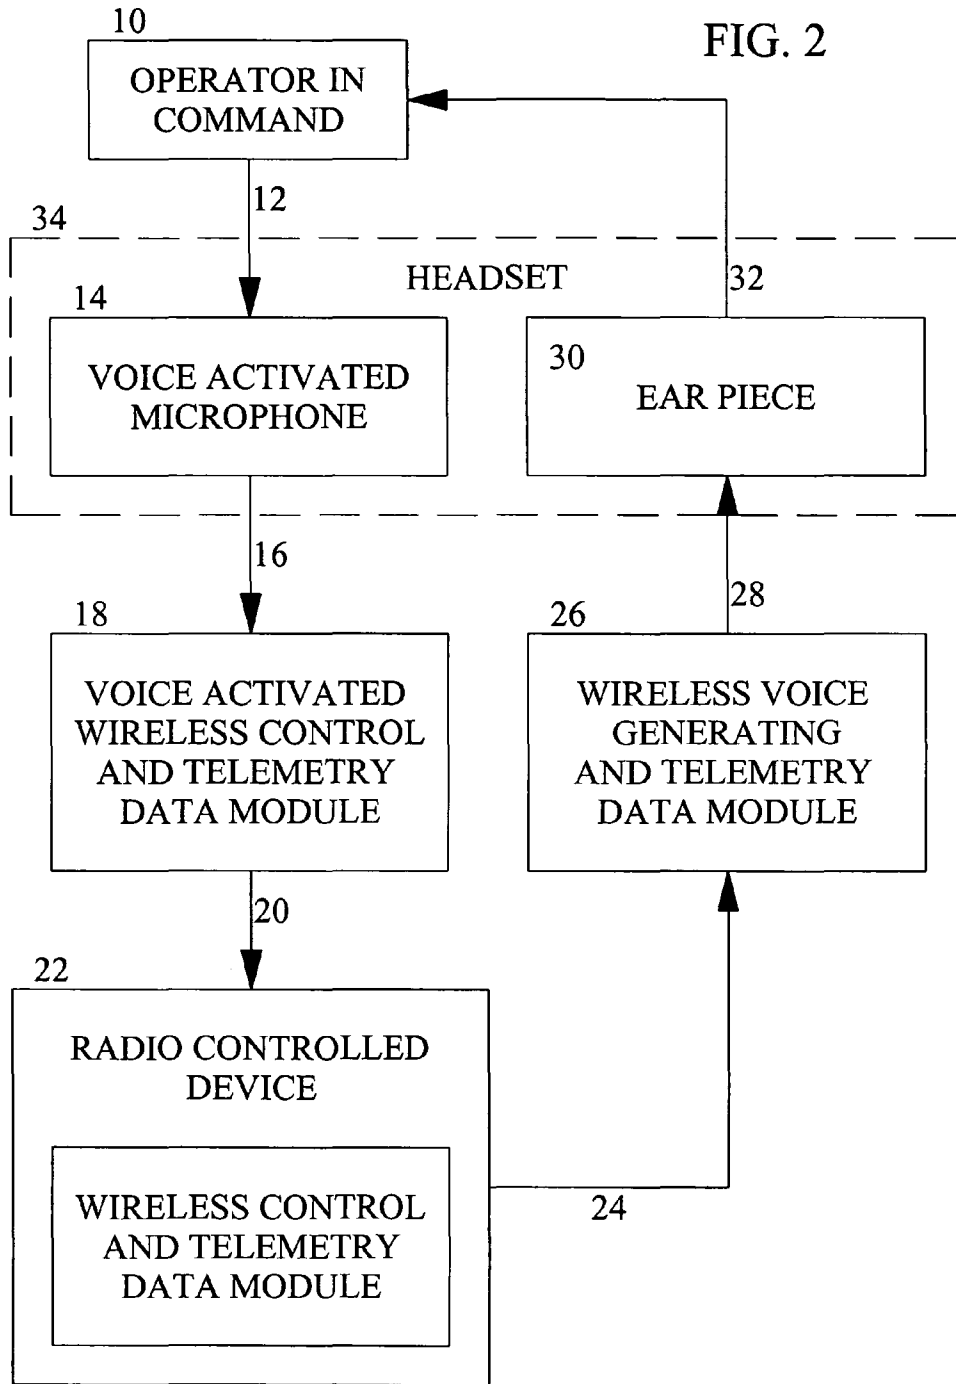 FIG. 2
10
OPERATOR IN
COMMAND
12
34
HEADSET
32
14
VOICE ACTIVATED
MICROPHONE
30
EAR PIECE
16
28
18
VOICE ACTIVATED
WIRELESS CONTROL
AND TELEMETRY
DATA MODULE
26
WIRELESS VOICE
GENERATING
AND TELEMETRY
DATA MODULE
20
22
RADIO CONTROLLED
DEVICE
WIRELESS CONTROL
AND TELEMETRY
DATA MODULE
24